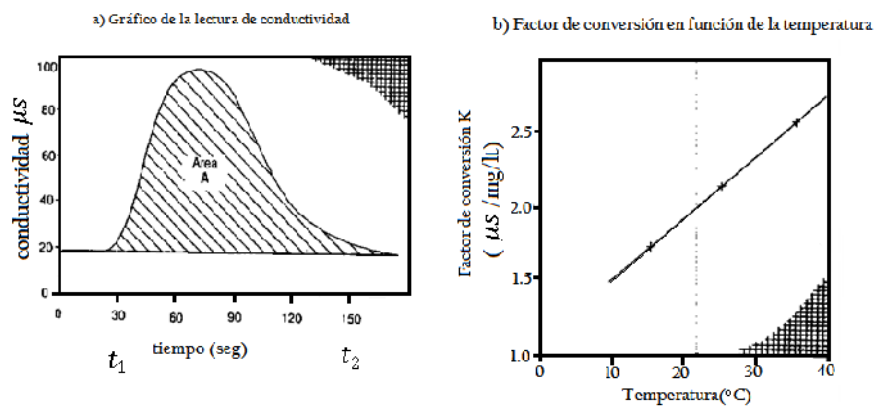 a) Gráfico de la lectura de conductividad
conductividad μs
100
80
60
40
20
0
Area
A
0
30
60
90
120
150
tiempo (seg)
t1
t2
b) Factor de conversión en función de la temperatura
Factor de conversión K
( μs /mg/lt)
2.5
2.0
1.5
1.0
0
10
20
30
40
Temperatura(ºC)